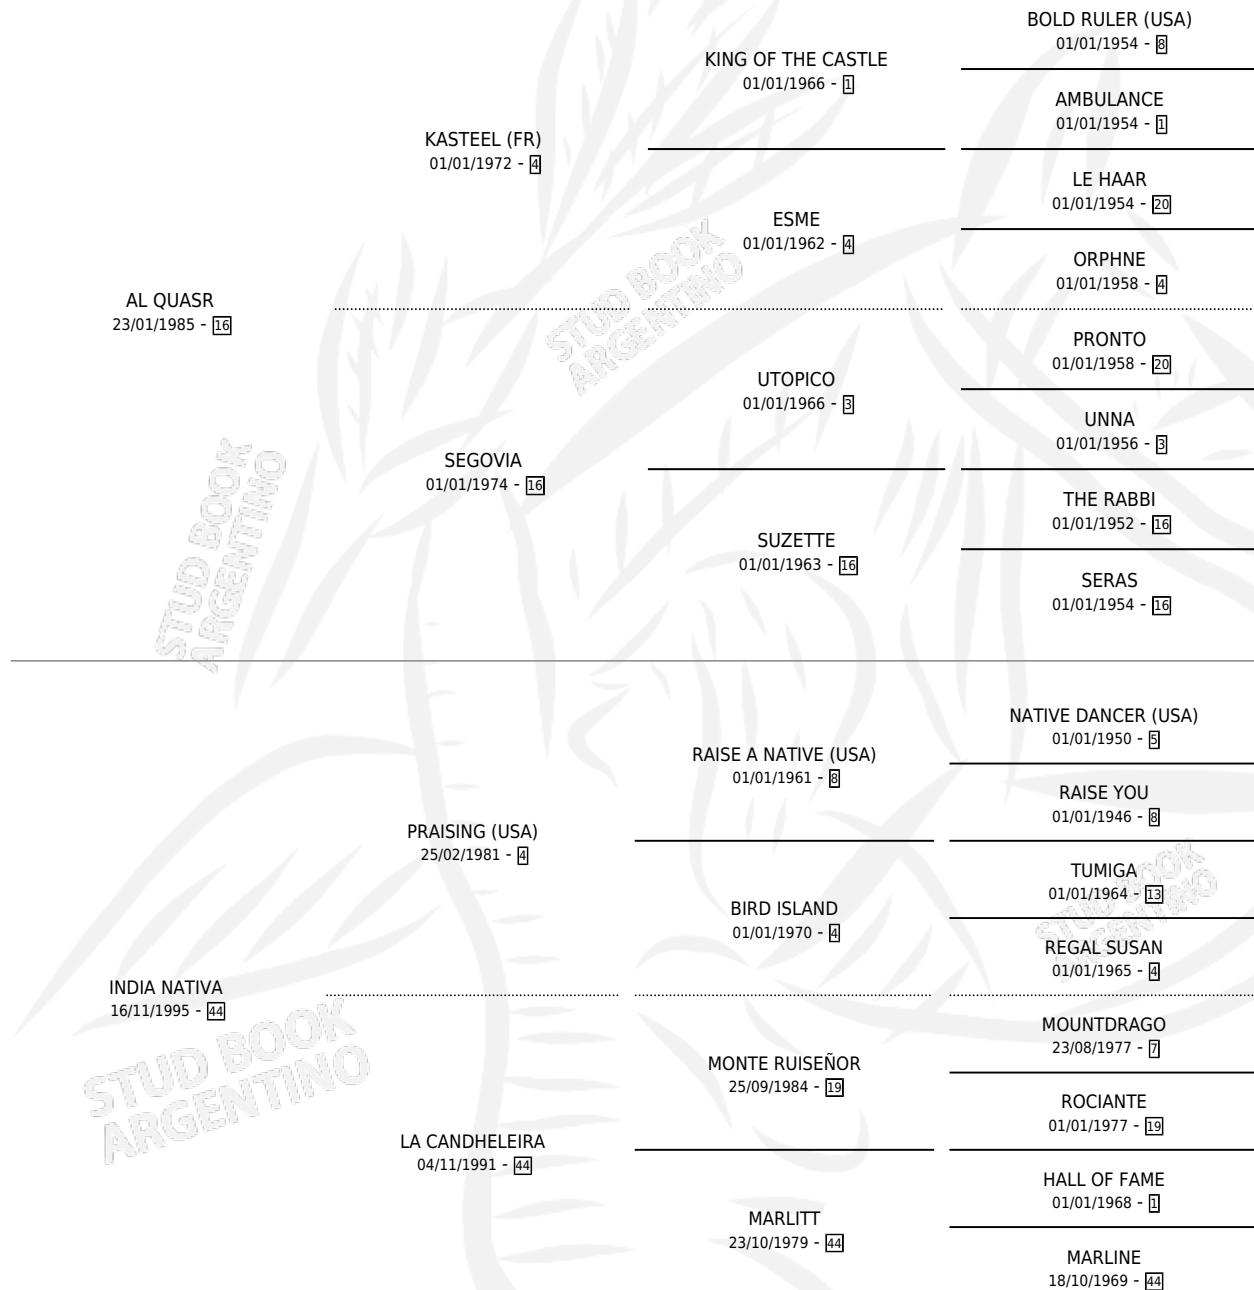 BOLD RULER (USA)
01/01/1954 - 8
KING OF THE CASTLE
01/01/1966 - 1
AMBULANCE
01/01/1954 - 1
KASTEEL (FR)
01/01/1972 - 4
LE HAAR
01/01/1954 - 20
ESME
01/01/1962 - 4
ORPHNE
01/01/1958 - 4
AL QUASR
23/01/1985 - 16
PRONTO
01/01/1958 - 20
UTOPICO
01/01/1966 - 3
UNNA
01/01/1956 - 3
SEGOVIA
01/01/1974 - 16
THE RABBI
01/01/1952 - 16
SUZETTE
01/01/1963 - 16
SERAS
01/01/1954 - 16
NATIVE DANCER (USA)
01/01/1950 - 5
RAISE A NATIVE (USA)
01/01/1961 - 8
RAISE YOU
01/01/1946 - 8
PRAISING (USA)
25/02/1981 - 4
TUMIGA
01/01/1964 - 13
BIRD ISLAND
01/01/1970 - 4
REGAL SUSAN
01/01/1965 - 4
INDIA NATIVA
16/11/1995 - 44
MOUNTDRAGO
23/08/1977 - 7
MONTE RUISEÑOR
25/09/1984 - 19
ROCIANTE
01/01/1977 - 19
LA CANDHELEIRA
04/11/1991 - 44
HALL OF FAME
01/01/1968 - 1
MARLITT
23/10/1979 - 44
MARLINE
18/10/1969 - 44
STUD BOOK
ARGENTINO
STUD BOOK
ARGENTINO
STUD BOOK
ARGENTINO
STUD BOOK
ARGENTINO